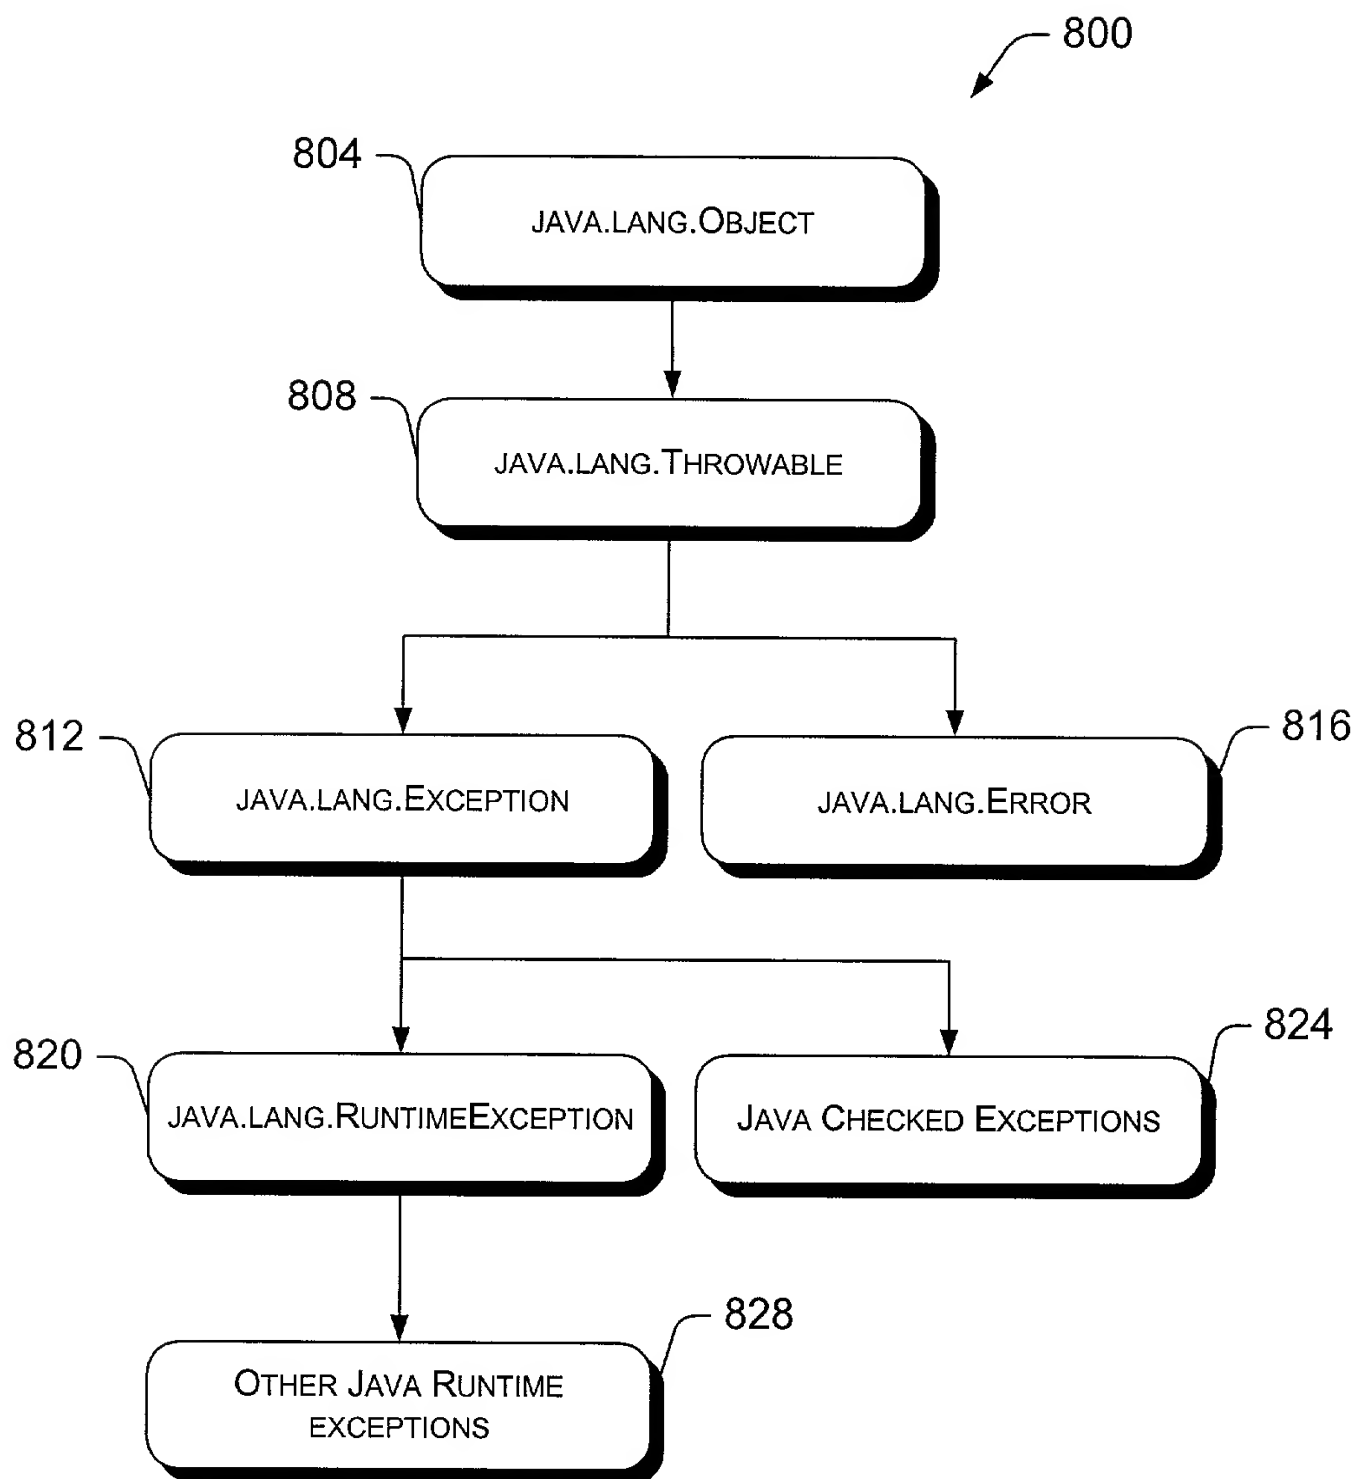 800
804
JAVA.LANG.OBJECT
808
JAVA.LANG.THROWABLE
812
JAVA.LANG.EXCEPTION
816
JAVA.LANG.ERROR
820
JAVA.LANG.RUNTIMEEXCEPTION
824
JAVA CHECKED EXCEPTIONS
828
OTHER JAVA RUNTIME
EXCEPTIONS